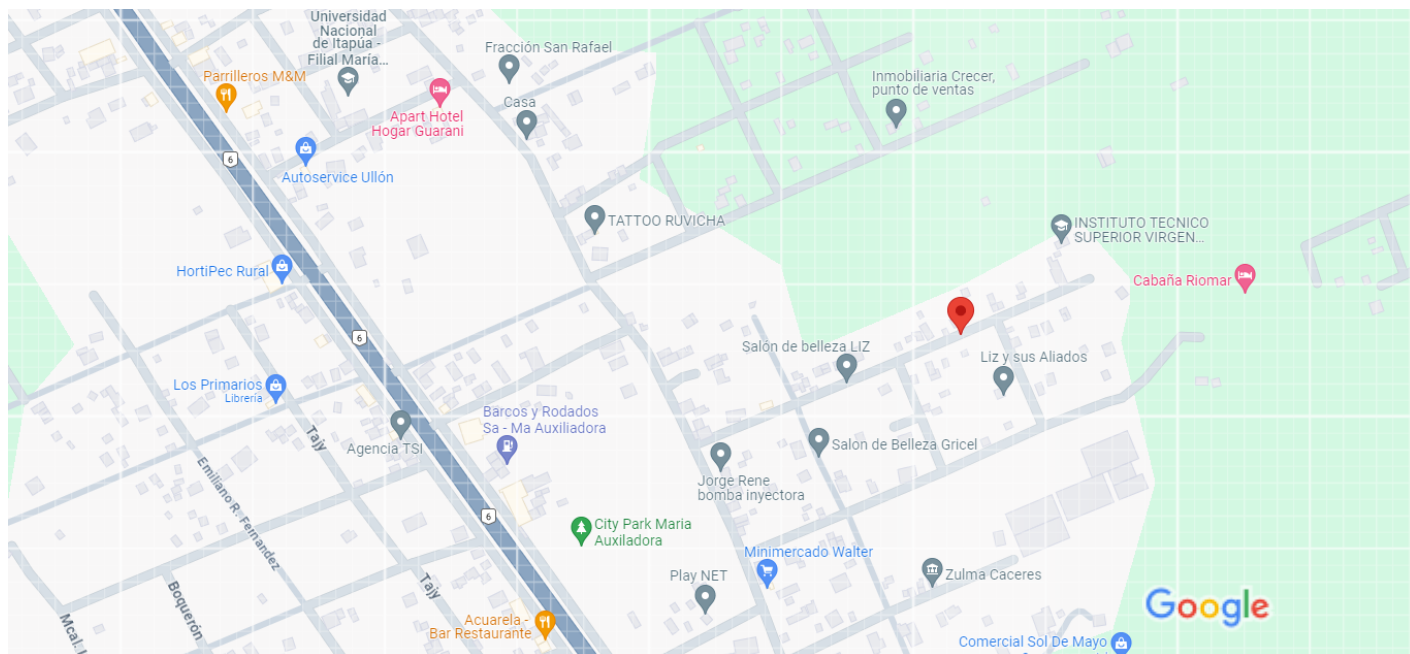 Universidad
Nacional
de Itapúa -
Filial María...
Fracción San Rafael
Parrilleros M&M
Inmobiliaria Crecer,
punto de ventas
Casa
Apart Hotel
Hogar Guarani
6
Autoservice Ullón
TATTOO RUVICHA
INSTITUTO TECNICO
SUPERIOR VIRGEN...
HortiPec Rural
Cabaña Riomar
6
Salón de belleza LIZ
Liz y sus Aliados
Los Primarios
Librería
Barcos y Rodados
Sa - Ma Auxiliadora
Tajy
Agencia TSI
Salon de Belleza Gricel
Jorge Rene
bomba inyectora
Emiliano R. Fernandez
6
City Park Maria
Auxiladora
Minimercado Walter
Play NET
Zulma Caceres
Tajy
Boquerón
Google
Mcal.
Acuarela -
Bar Restaurante
Comercial Sol De Mayo